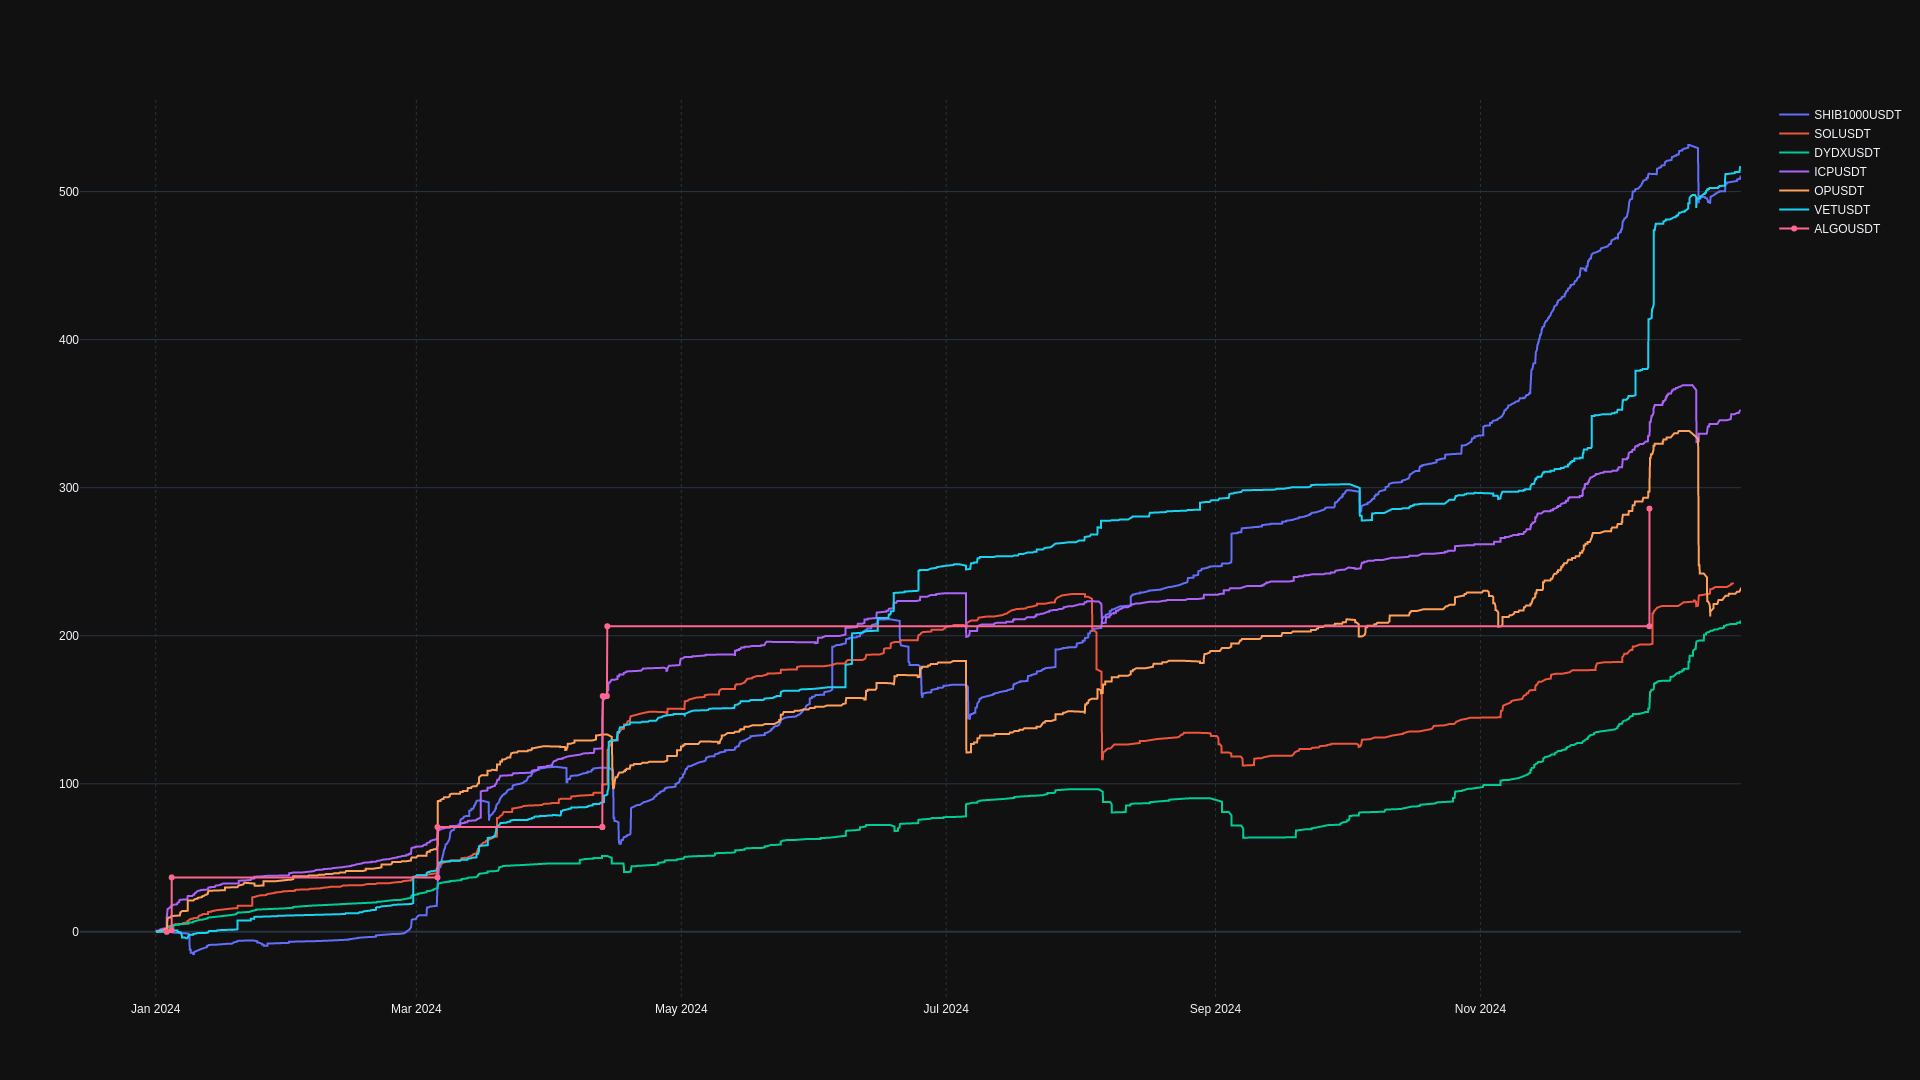 SHIB1000USDT
SOLUSDT
DYDXUSDT
ICPUSDT
OPUSDT
VETUSDT
ALGOUSDT
500
400
300
200
100
0
Jan 2024
Mar 2024
May 2024
Jul 2024
Sep 2024
Nov 2024